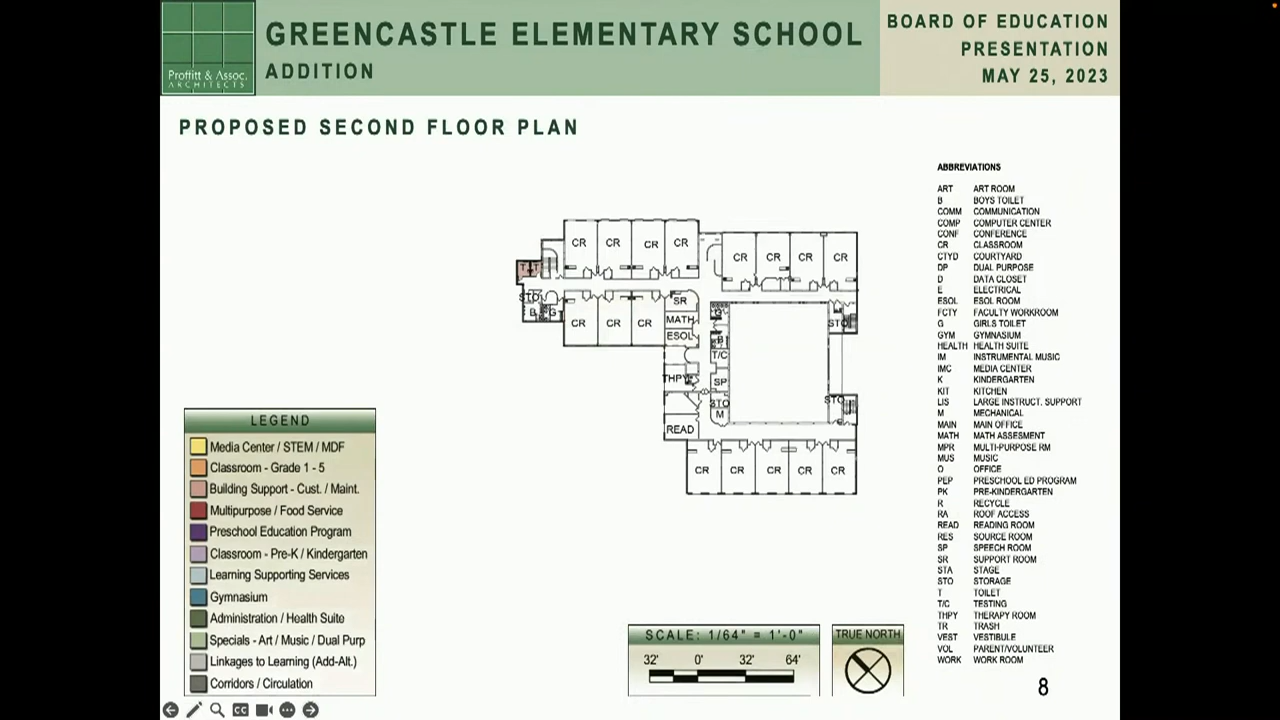 Proffitt & Assoc.
ARCHITECTS
GREENCASTLE ELEMENTARY SCHOOL
ADDITION
BOARD OF EDUCATION
PRESENTATION
MAY 25, 2023
PROPOSED SECOND FLOOR PLAN
CR CR CR CR
CR CR CR CR
T T
STO
B G
CR CR CR
SR
MATH
ESOL
THPY
READ
G
B
T/C
SP
STO
M
STO
STO
CR CR CR CR CR
ABBREVIATIONS
ART ART ROOM
B BOYS TOILET
COMM COMMUNICATION
COMP COMPUTER CENTER
CONF CONFERENCE
CR CLASSROOM
CTYD COURTYARD
DP DUAL PURPOSE
D DATA CLOSET
E ELECTRICAL
ESOL ESOL ROOM
FCTY FACULTY WORKROOM
G GIRLS TOILET
GYM GYMNASIUM
HEALTH HEALTH SUITE
IM INSTRUMENTAL MUSIC
IMC MEDIA CENTER
K KINDERGARTEN
KIT KITCHEN
LIS LARGE INSTRUCT. SUPPORT
M MECHANICAL
MAIN MAIN OFFICE
MATH MATH ASSESMENT
MPR MULTI-PURPOSE RM
MUS MUSIC
O OFFICE
PEP PRESCHOOL ED PROGRAM
PK PRE-KINDERGARTEN
R RECYCLE
RA ROOF ACCESS
READ READING ROOM
RES SOURCE ROOM
SP SPEECH ROOM
SR SUPPORT ROOM
STA STAGE
STO STORAGE
T TOILET
T/C TESTING
THPY THERAPY ROOM
TR TRASH
VEST VESTIBULE
VOL PARENT/VOLUNTEER
WORK WORK ROOM
LEGEND
Media Center / STEM / MDF
Classroom - Grade 1 - 5
Building Support - Cust. / Maint.
Multipurpose / Food Service
Preschool Education Program
Classroom - Pre-K / Kindergarten
Learning Supporting Services
Gymnasium
Administration / Health Suite
Specials - Art / Music / Dual Purp
Linkages to Learning (Add-Alt.)
Corridors / Circulation
SCALE: 1/64" = 1'-0"
32' 0' 32' 64'
TRUE NORTH
8
CC